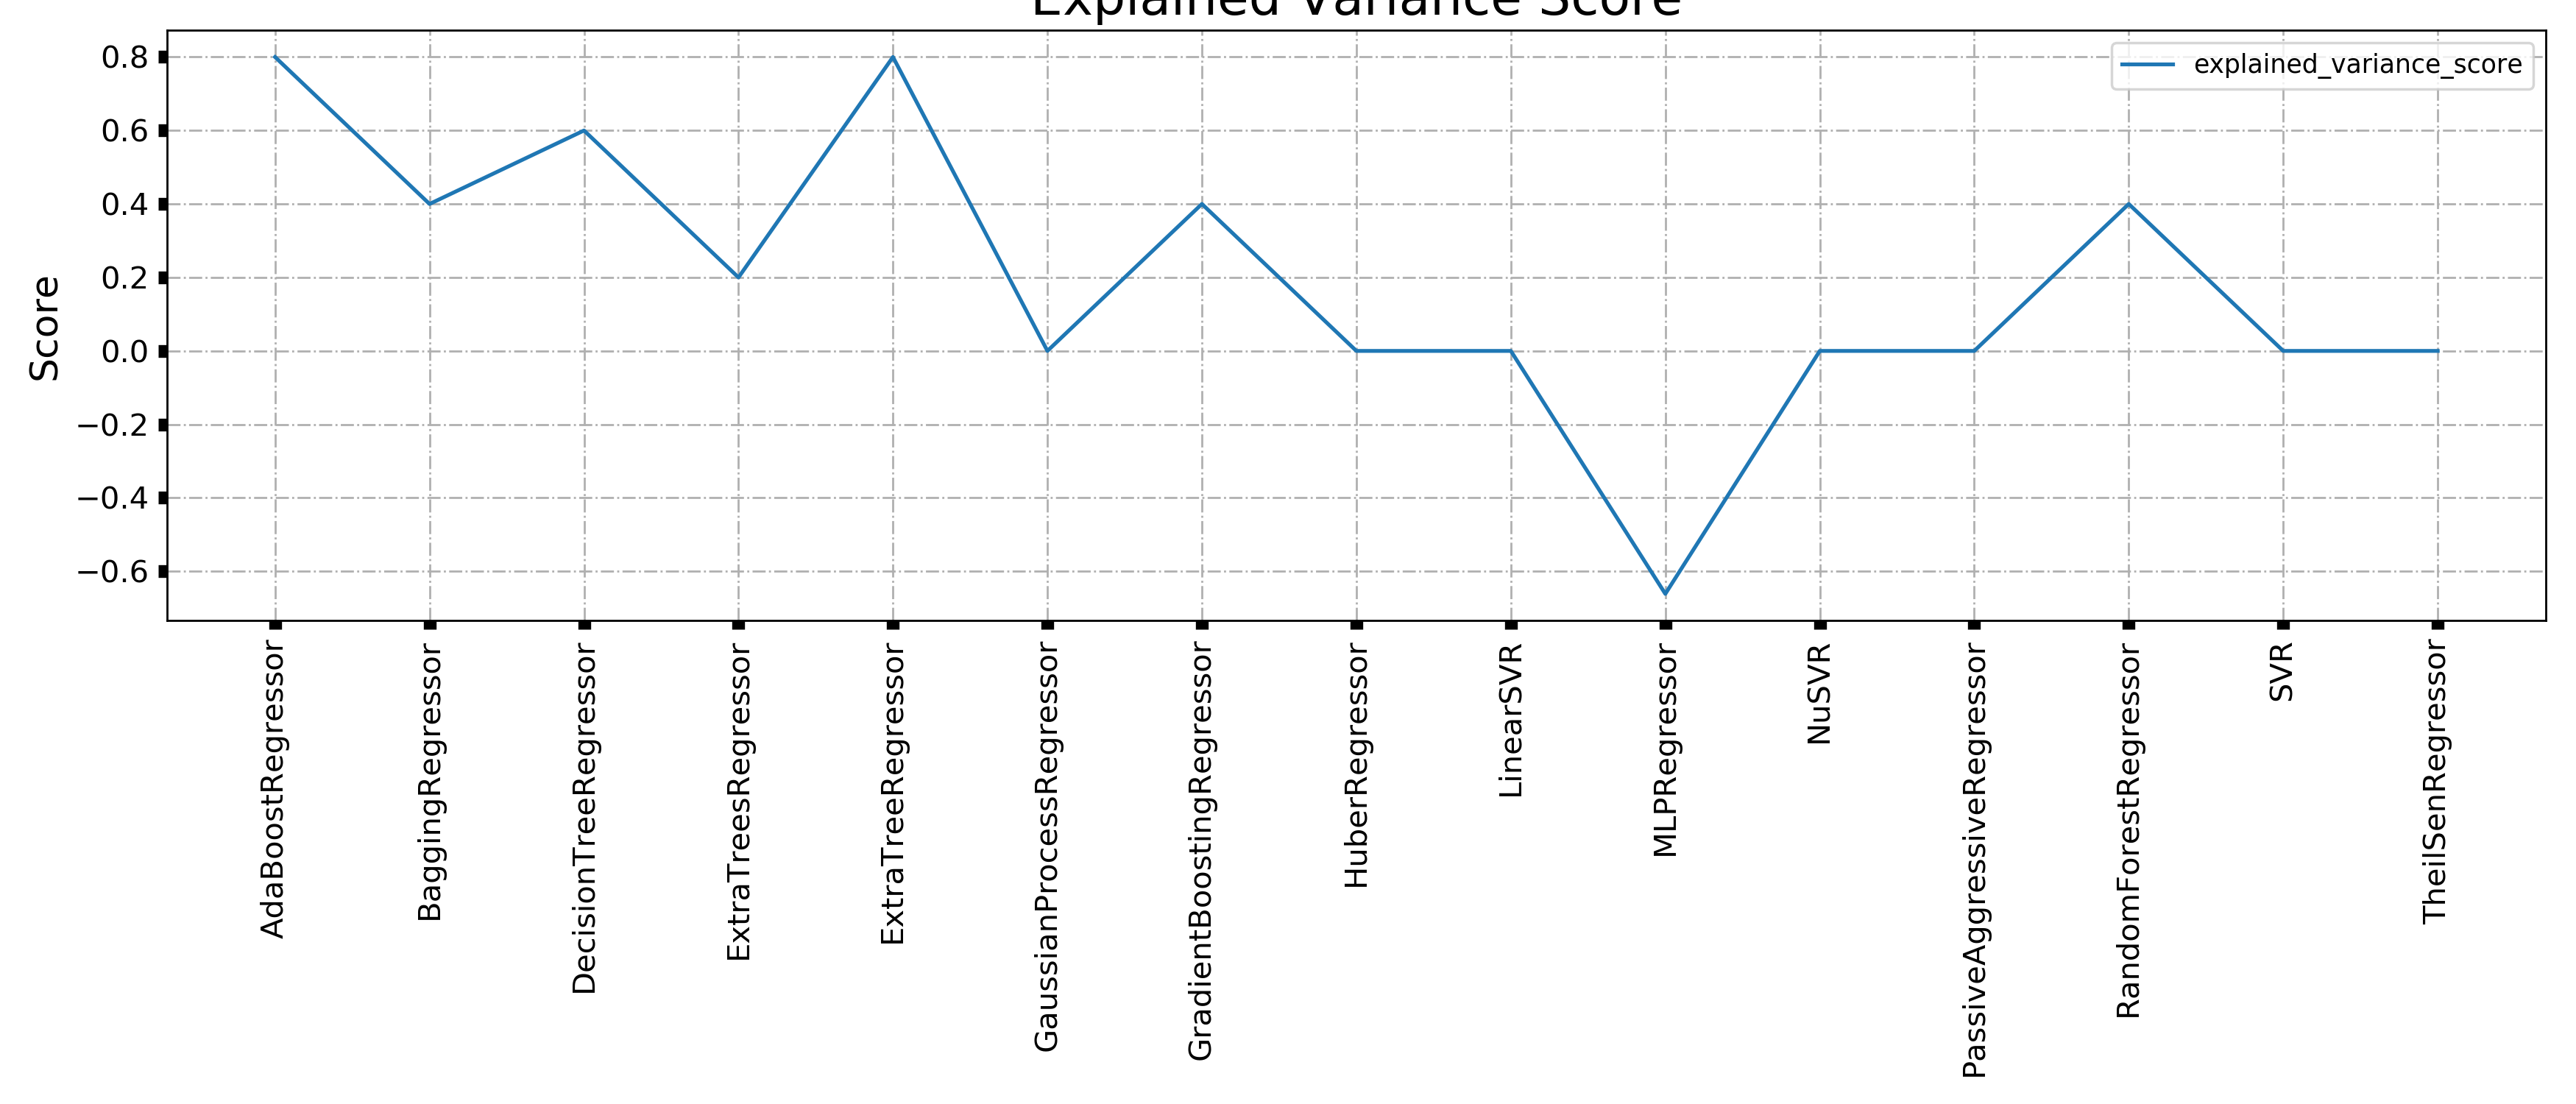 Explained Variance Score
explained_variance_score
Score
0.8
0.6
0.4
0.2
0.0
−0.2
−0.4
−0.6
AdaBoostRegressor
BaggingRegressor
DecisionTreeRegressor
ExtraTreesRegressor
ExtraTreeRegressor
GaussianProcessRegressor
GradientBoostingRegressor
HuberRegressor
LinearSVR
MLPRegressor
NuSVR
PassiveAggressiveRegressor
RandomForestRegressor
SVR
TheilSenRegressor